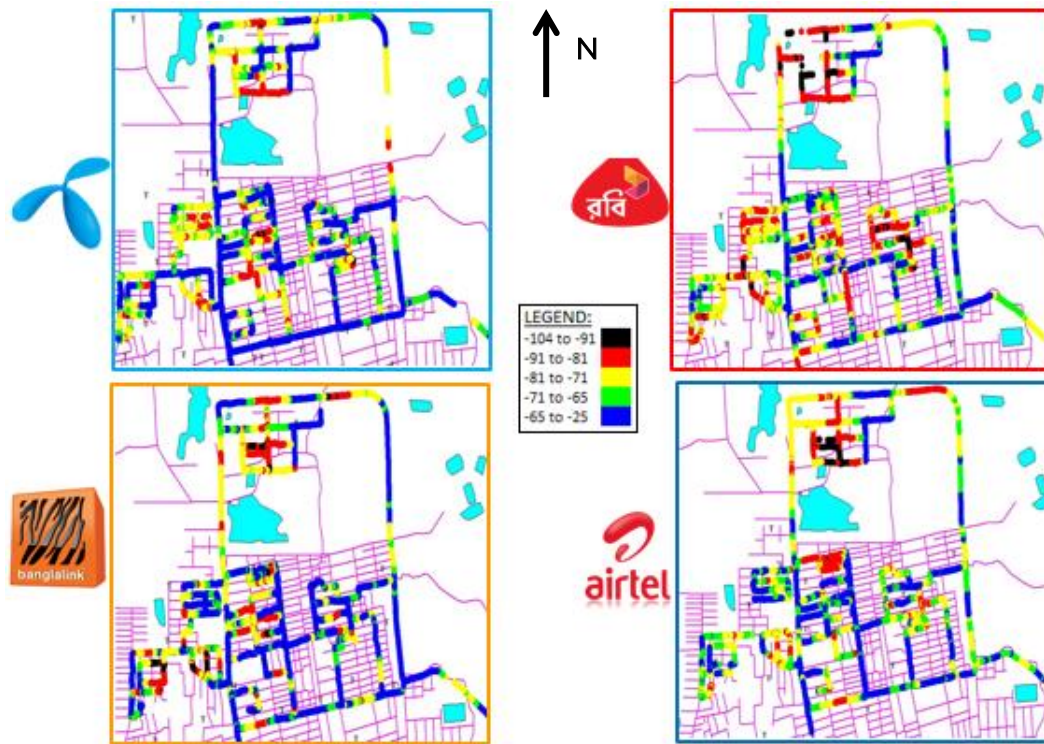 N
রবি
LEGEND:
-104 to -91
-91 to -81
-81 to -71
-71 to -65
-65 to -25
banglalink
airtel